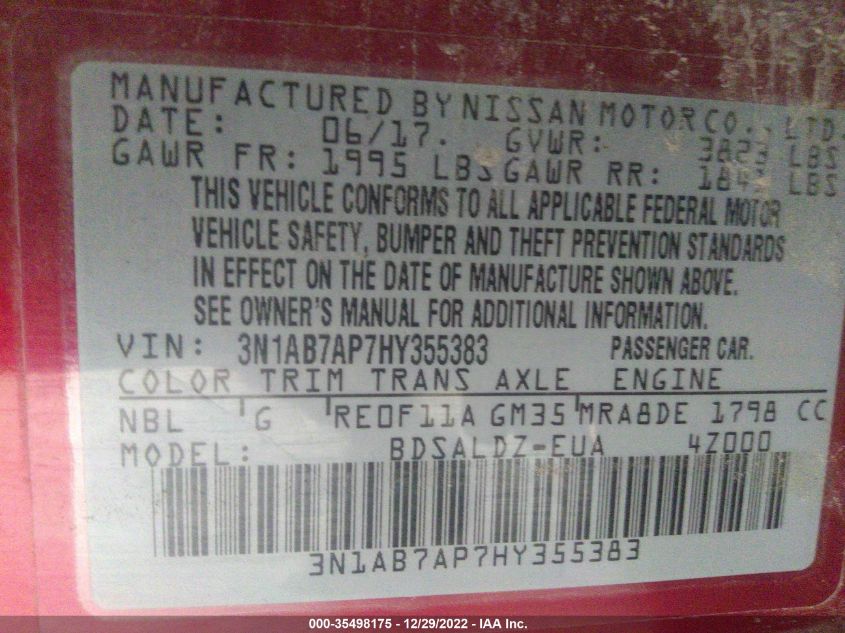 MANUFACTURED BY NISSAN MOTOR CO., LTD.
DATE: 06/17. GVWR: 3823 LBS
GAWR FR: 1995 LBS GAWR RR: LBS
THIS VEHICLE CONFORMS TO ALL APPLICABLE FEDERAL MOTOR
VEHICLE SAFETY, BUMPER AND THEFT PREVENTION STANDARDS
IN EFFECT ON THE DATE OF MANUFACTURE SHOWN ABOVE.
SEE OWNER'S MANUAL FOR ADDITIONAL INFORMATION.
VIN: 3N1AB7AP7HY355383 PASSENGER CAR.
COLOR TRIM TRANS AXLE ENGINE
NBL G RE0F11A GM35 MRA8DE 1798 CC
MODEL: BDSALDZ-EUA 4Z000
3N1AB7AP7HY355383
000-35498175 - 12/29/2022 - IAA Inc.